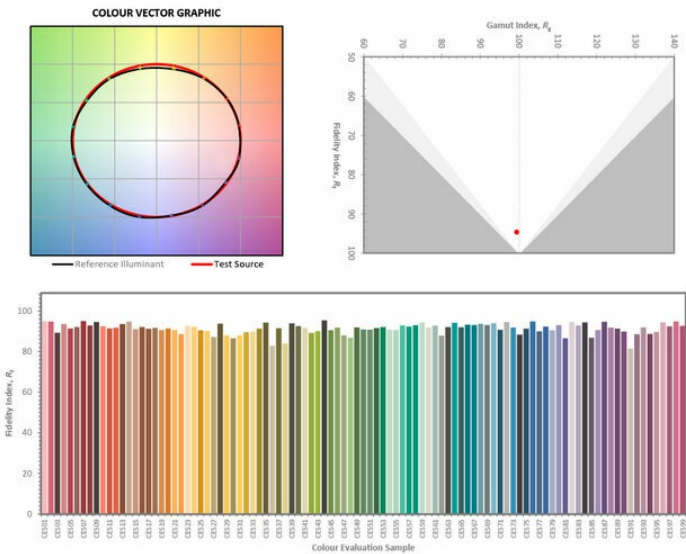 COLOUR VECTOR GRAPHIC
Reference Illuminant Test Source
Gamut Index, Rg
60 70 80 90 100 110 120 130 140
Fidelity Index, Rf
50
60
70
80
90
100
Fidelity Index, Rf
100
80
60
40
20
0
CES01 CES03 CES05 CES07 CES09 CES11 CES13 CES15 CES17 CES19 CES21 CES23 CES25 CES27 CES29 CES31 CES33 CES35 CES37 CES39 CES41 CES43 CES45 CES47 CES49 CES51 CES53 CES55 CES57 CES59 CES61 CES63 CES65 CES67 CES69 CES71 CES73 CES75 CES77 CES79 CES81 CES83 CES85 CES87 CES89 CES91 CES93 CES95 CES97 CES99
Colour Evaluation Sample